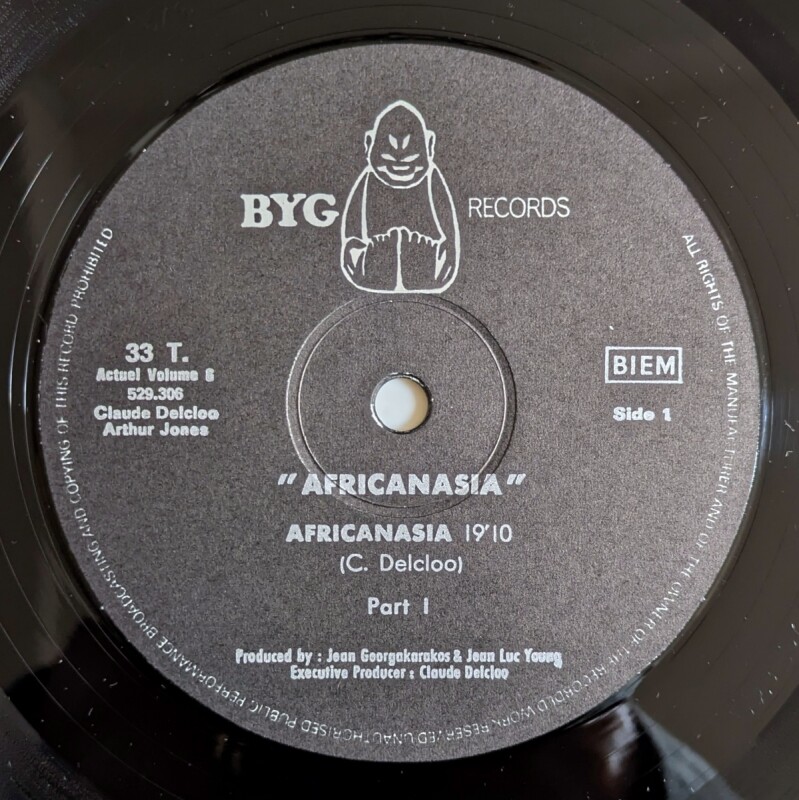 BYG RECORDS
33 T.
Actuel Volume 6
529.306
Claude Delcloo
Arthur Jones
BIEM
Side 1
"AFRICANASIA"
AFRICANASIA 19'10
(C. Delcloo)
Part I
Produced by : Jean Georgakarakos & Jean Luc Young
Executive Producer : Claude Delcloo
ALL RIGHTS OF THE MANUFACTURER AND OF THE OWNER OF THE RECORDED WORK RESERVED UNAUTHORISED PUBLIC PERFORMANCE BROADCASTING AND COPYING OF THIS RECORD PROHIBITED